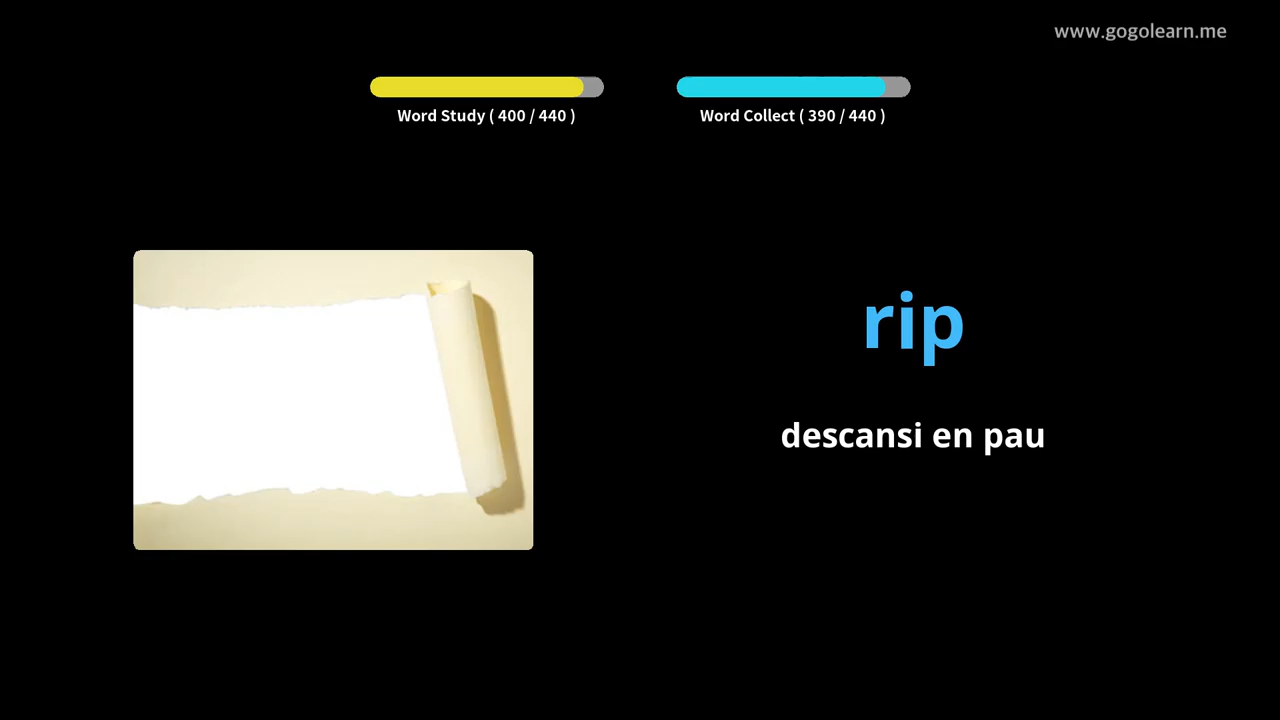 www.gogolearn.me
Word Study ( 400 / 440 )
Word Collect ( 390 / 440 )
rip
descansi en pau